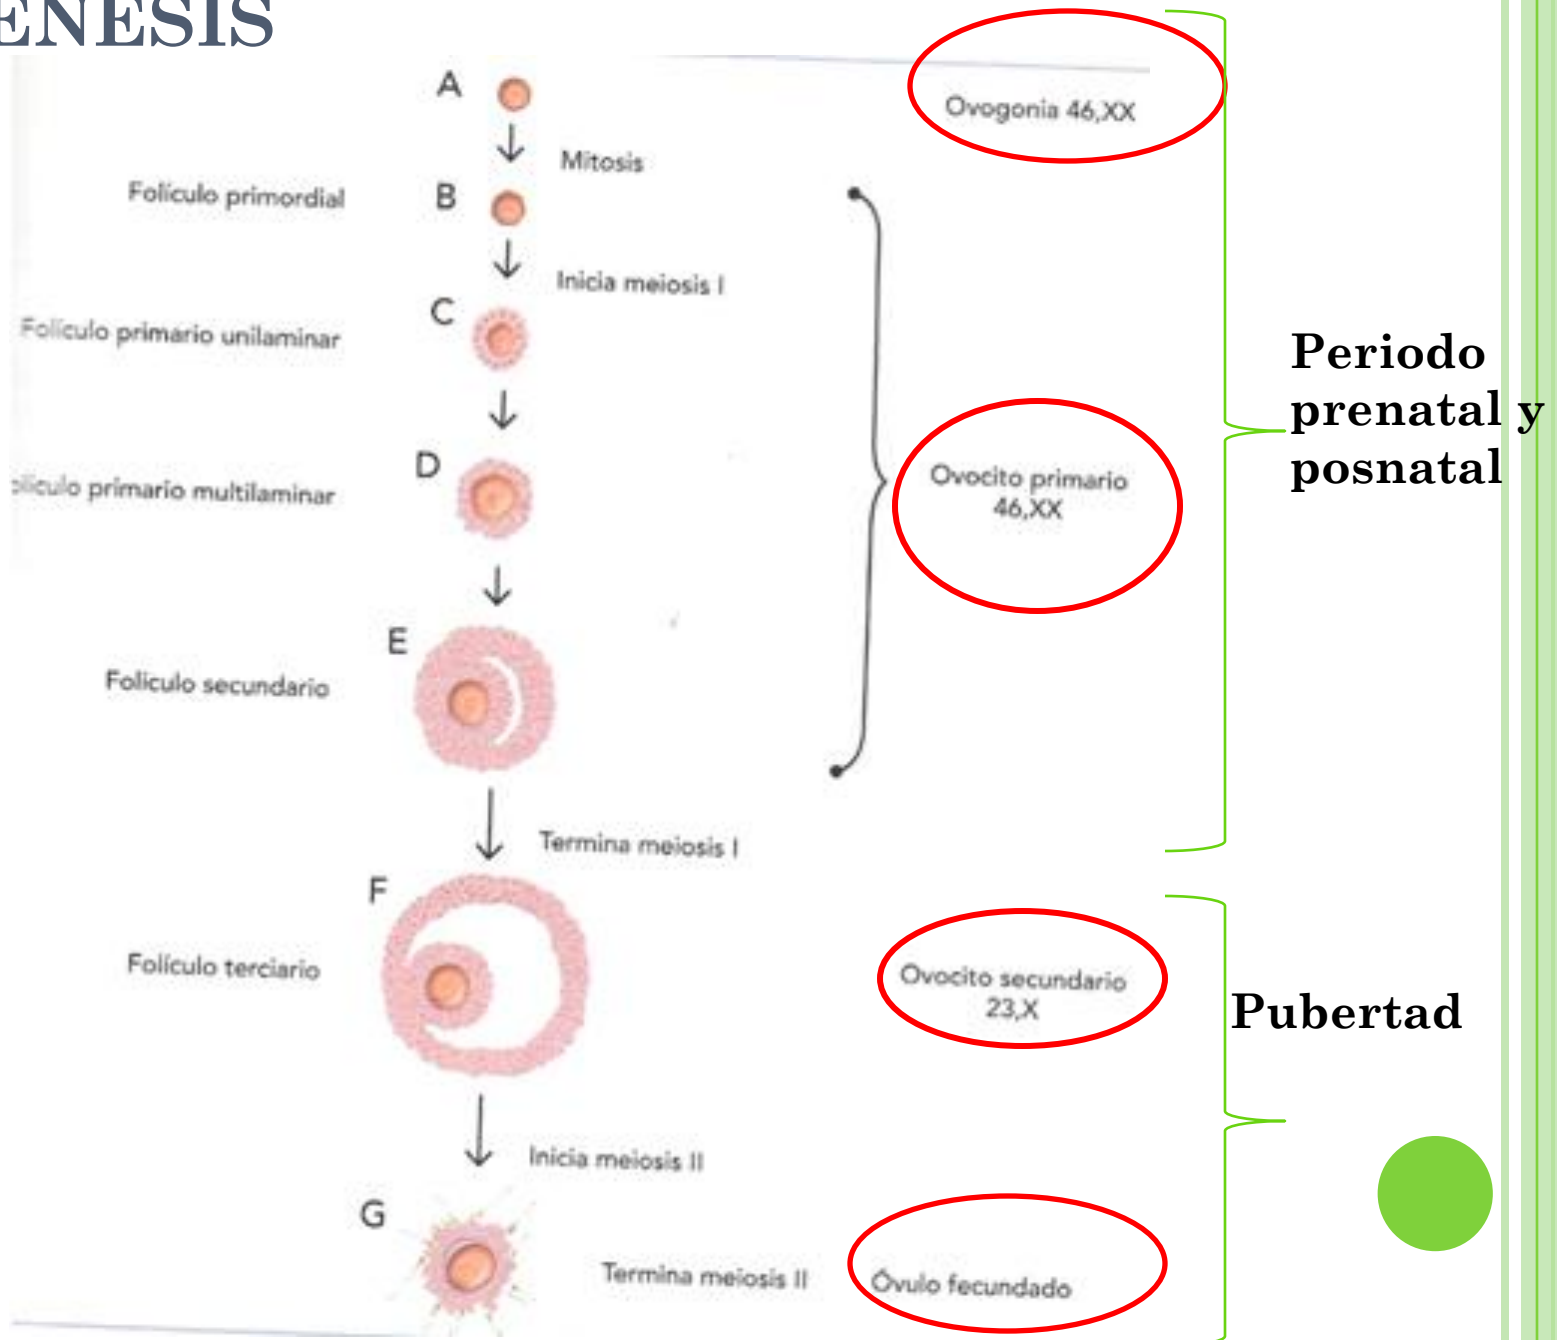 ENESIS
A
Ovogonia 46,XX
Mitosis
Folículo primordial
B
Inicia meiosis I
C
Folículo primario unilaminar
Periodo
prenatal y
posnatal
D
Ovocito primario
46,XX
olículo primario multilaminar
E
Folículo secundario
Termina meiosis I
F
Folículo terciario
Ovocito secundario
23,X
Pubertad
Inicia meiosis II
G
Termina meiosis II
Óvulo fecundado